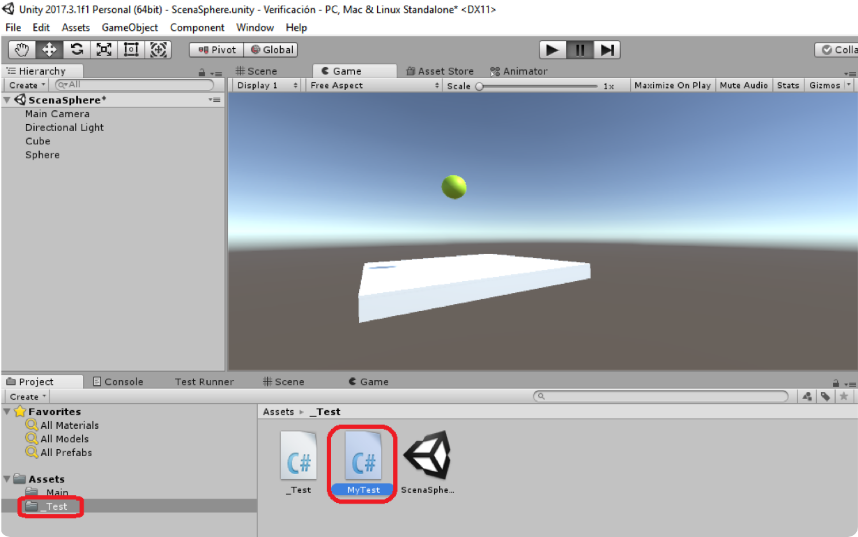 Unity 2017.3.1f1 Personal (64bit) - ScenaSphere.unity - Verificación - PC, Mac & Linux Standalone* <DX11>
File Edit Assets GameObject Component Window Help
Pivot Global Colla
Hierarchy Scene Game Asset Store Animator
Create All Display 1 Free Aspect Scale 1x Maximize On Play Mute Audio Stats Gizmos
ScenaSphere*
Main Camera
Directional Light
Cube
Sphere
Project Console Test Runner Scene Game
Create
Favorites Assets _Test
All Materials
All Models
All Prefabs
C# C#
Assets
_Test MyTest ScenaSphe...
_Main
_Test